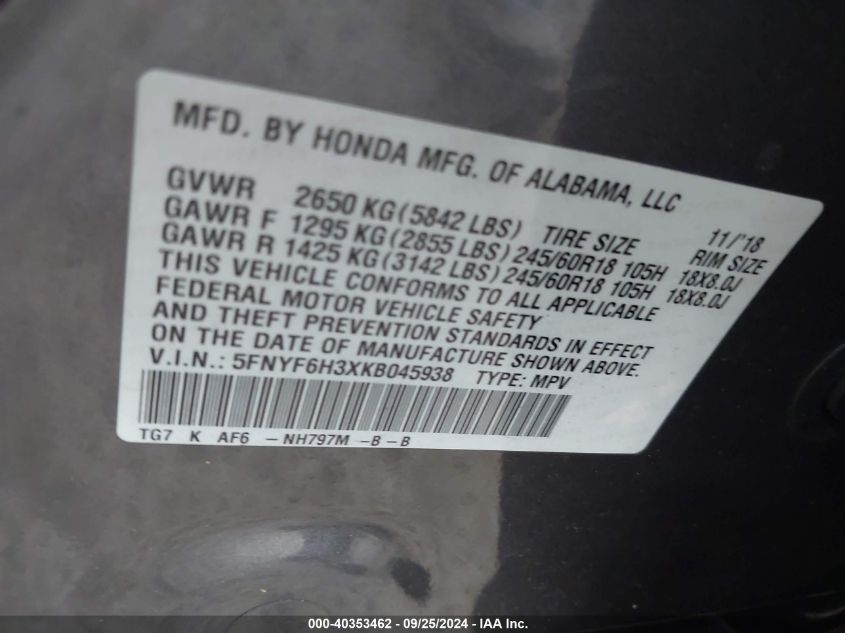 MFD. BY HONDA MFG. OF ALABAMA, LLC
11/'18
GVWR 2650 KG (5842 LBS) TIRE SIZE RIM SIZE
GAWR F 1295 KG (2855 LBS) 245/60R18 105H 18X8.0J
GAWR R 1425 KG (3142 LBS) 245/60R18 105H 18X8.0J
THIS VEHICLE CONFORMS TO ALL APPLICABLE
FEDERAL MOTOR VEHICLE SAFETY
AND THEFT PREVENTION STANDARDS IN EFFECT
ON THE DATE OF MANUFACTURE SHOWN ABOVE.
V.I.N.: 5FNYF6H3XKB045938 TYPE: MPV
TG7 K AF6 – NH797M –B – B
000-40353462 - 09/25/2024 - IAA Inc.